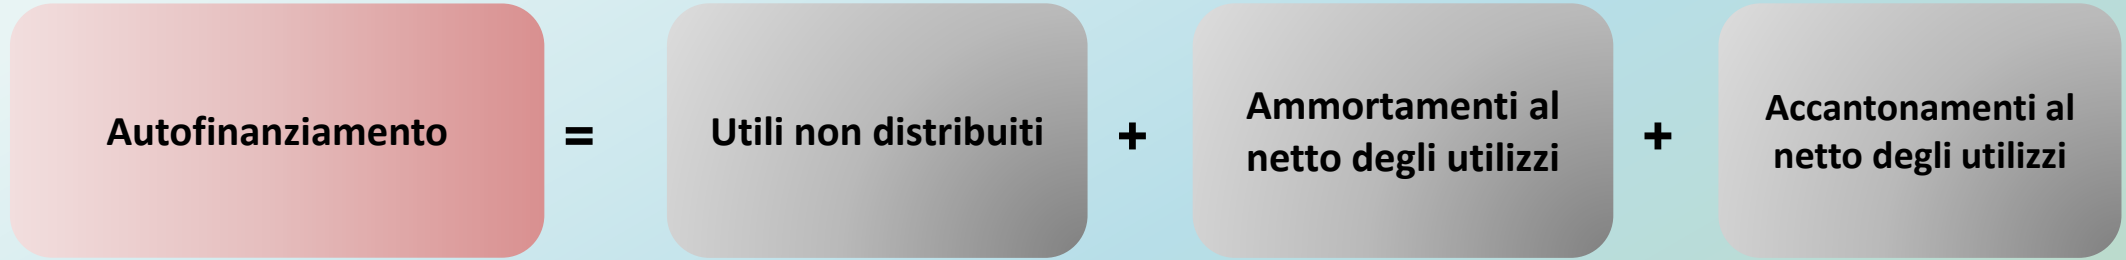 Autofinanziamento
=
Utili non distribuiti
+
Ammortamenti al
netto degli utilizzi
+
Accantonamenti al
netto degli utilizzi